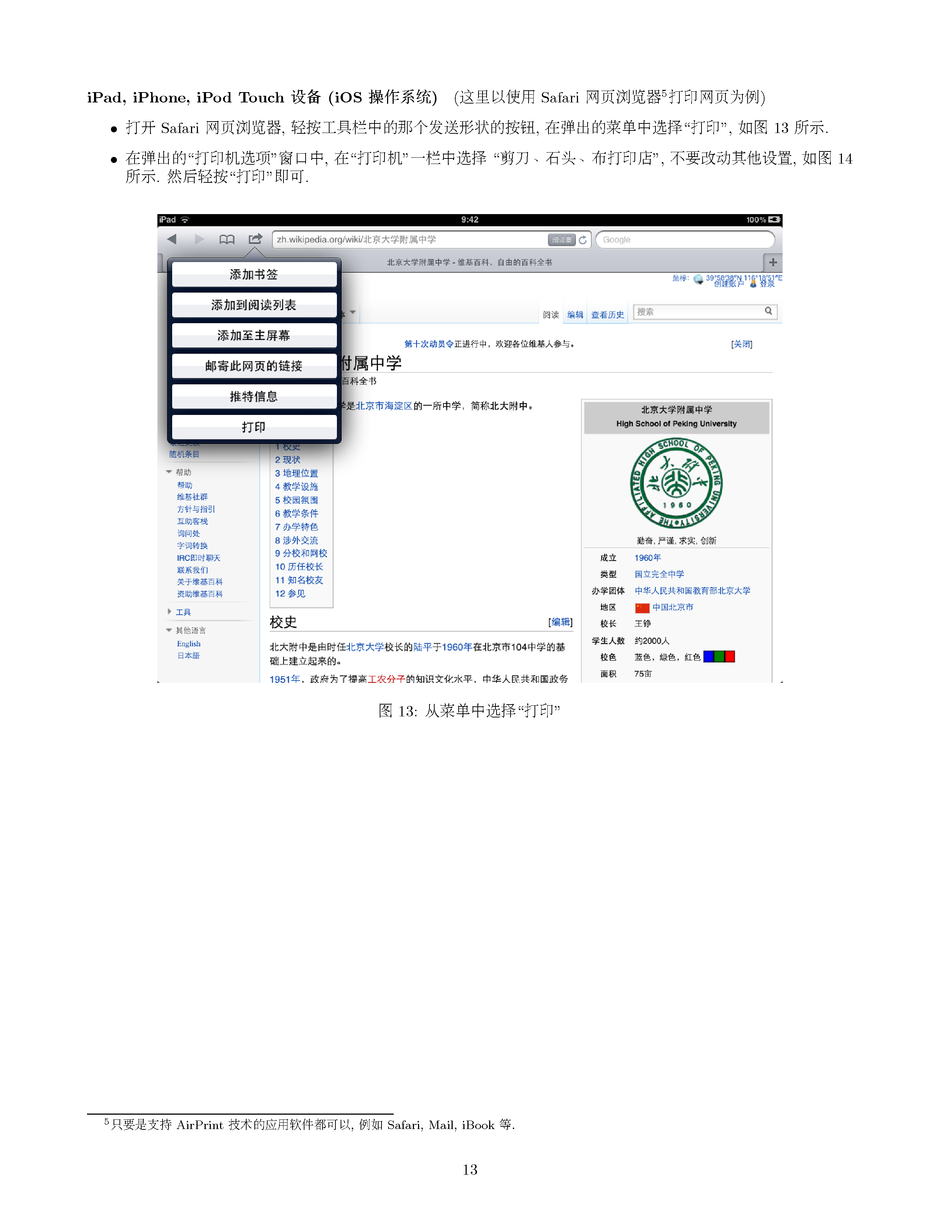 iPad, iPhone, iPod Touch 设备 (iOS 操作系统) (这里以使用 Safari 网页浏览器5打印网页为例)
• 打开 Safari 网页浏览器, 轻按工具栏中的那个发送形状的按钮, 在弹出的菜单中选择“打印”, 如图 13 所示.
• 在弹出的“打印机选项”窗口中, 在“打印机”一栏中选择 “剪刀、石头、布打印店”, 不要改动其他设置, 如图 14
所示. 然后轻按“打印”即可.
iPad 9:42 100%
zh.wikipedia.org/wiki/北京大学附属中学 阅读器 Google
北京大学附属中学 - 维基百科，自由的百科全书
坐标： 39°58′38″N 116°18′51″E
创建账户 登录
添加书签
添加到阅读列表
添加至主屏幕
邮寄此网页的链接
推特信息
打印
阅读 编辑 查看历史 搜索
第十次动员令正进行中，欢迎各位维基人参与。 [关闭]
附属中学
百科全书
学是北京市海淀区的一所中学，简称北大附中。
随机条目
帮助
帮助
维基社群
方针与指引
互助客栈
询问处
字词转换
IRC即时聊天
联系我们
关于维基百科
资助维基百科
工具
其他语言
English
日本語
1 校史
2 现状
3 地理位置
4 教学设施
5 校园氛围
6 教学条件
7 办学特色
8 涉外交流
9 分校和网校
10 历任校长
11 知名校友
12 参见
校史 [编辑]
北大附中是由时任北京大学校长的陆平于1960年在北京市104中学的基
础上建立起来的。
1951年，政府为了提高工农分子的知识文化水平，中华人民共和国政务
北京大学附属中学
High School of Peking University
THE AFFILIATED HIGH SCHOOL OF PEKING UNIVERSITY
北大附中
1960
勤奋, 严谨, 求实, 创新
成立 1960年
类型 国立完全中学
办学团体 中华人民共和国教育部北京大学
地区 中国北京市
校长 王铮
学生人数 约2000人
校色 蓝色，绿色，红色
面积 75亩
图 13: 从菜单中选择“打印”
5只要是支持 AirPrint 技术的应用软件都可以, 例如 Safari, Mail, iBook 等.
13